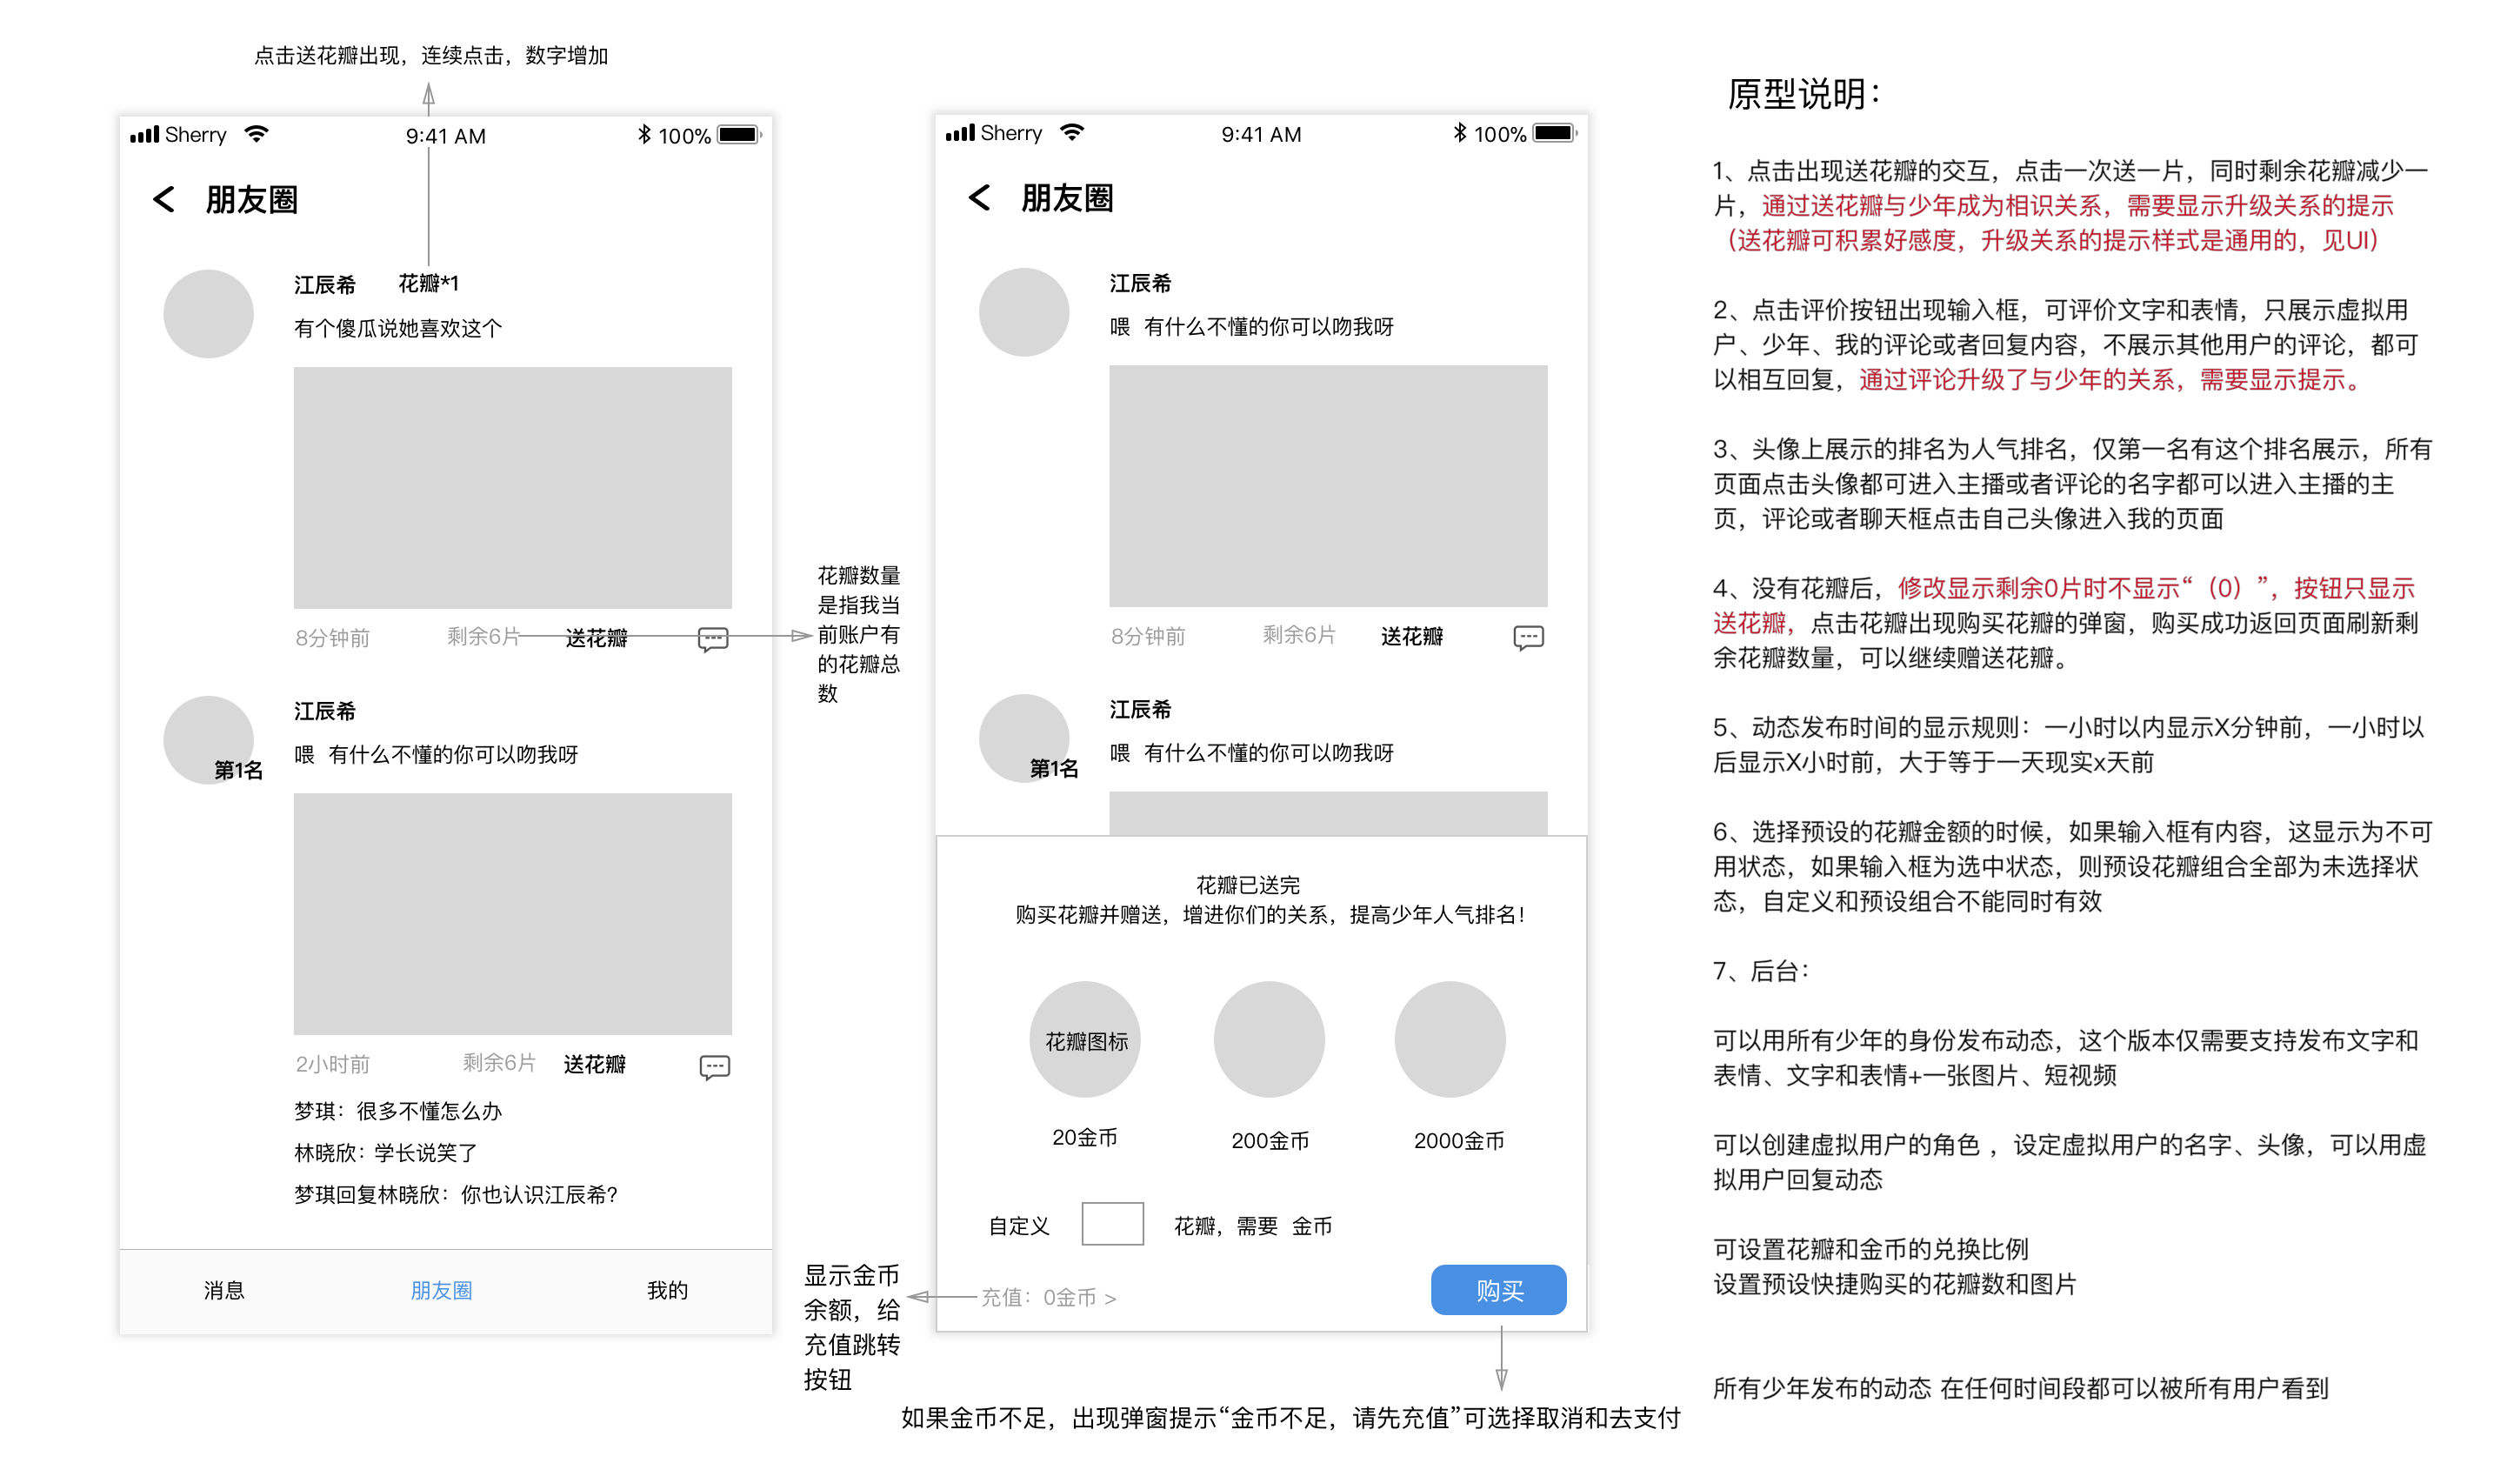 点击送花瓣出现，连续点击，数字增加
Sherry
9:41 AM
100%
朋友圈
江辰希
花瓣*1
有个傻瓜说她喜欢这个
8分钟前
剩余6片
送花瓣
江辰希
喂 有什么不懂的你可以吻我呀
第1名
2小时前
剩余6片
送花瓣
梦琪：很多不懂怎么办
林晓欣：学长说笑了
梦琪回复林晓欣：你也认识江辰希?
消息
朋友圈
我的
花瓣数量
是指我当
前账户有
的花瓣总
数
显示金币
余额，给
充值跳转
按钮
Sherry
9:41 AM
100%
朋友圈
江辰希
喂 有什么不懂的你可以吻我呀
8分钟前
剩余6片
送花瓣
江辰希
喂 有什么不懂的你可以吻我呀
第1名
花瓣已送完
购买花瓣并赠送，增进你们的关系，提高少年人气排名！
花瓣图标
20金币
200金币
2000金币
自定义
花瓣，需要 金币
充值：0金币 >
购买
如果金币不足，出现弹窗提示“金币不足，请先充值”可选择取消和去支付
原型说明：
1、点击出现送花瓣的交互，点击一次送一片，同时剩余花瓣减少一
片，通过送花瓣与少年成为相识关系，需要显示升级关系的提示
（送花瓣可积累好感度，升级关系的提示样式是通用的，见UI）
2、点击评价按钮出现输入框，可评价文字和表情，只展示虚拟用
户、少年、我的评论或者回复内容，不展示其他用户的评论，都可
以相互回复，通过评论升级了与少年的关系，需要显示提示。
3、头像上展示的排名为人气排名，仅第一名有这个排名展示，所有
页面点击头像都可进入主播或者评论的名字都可以进入主播的主
页，评论或者聊天框点击自己头像进入我的页面
4、没有花瓣后，修改显示剩余0片时不显示“（0）”，按钮只显示
送花瓣，点击花瓣出现购买花瓣的弹窗，购买成功返回页面刷新剩
余花瓣数量，可以继续赠送花瓣。
5、动态发布时间的显示规则：一小时以内显示X分钟前，一小时以
后显示X小时前，大于等于一天现实x天前
6、选择预设的花瓣金额的时候，如果输入框有内容，这显示为不可
用状态，如果输入框为选中状态，则预设花瓣组合全部为未选择状
态，自定义和预设组合不能同时有效
7、后台：
可以用所有少年的身份发布动态，这个版本仅需要支持发布文字和
表情、文字和表情+一张图片、短视频
可以创建虚拟用户的角色 ，设定虚拟用户的名字、头像，可以用虚
拟用户回复动态
可设置花瓣和金币的兑换比例
设置预设快捷购买的花瓣数和图片
所有少年发布的动态 在任何时间段都可以被所有用户看到